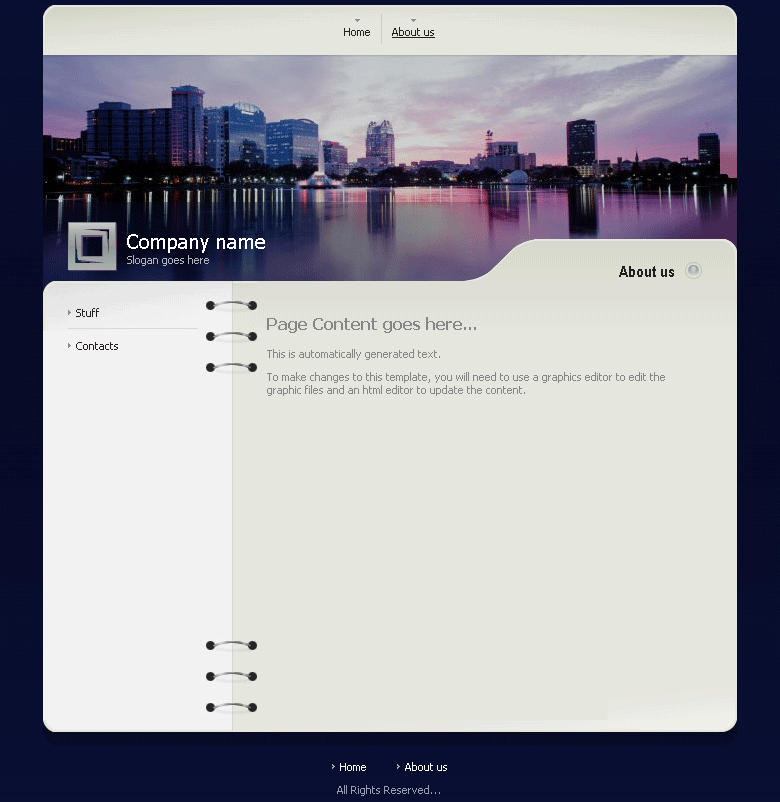 Home
About us
Company name
Slogan goes here
About us
Stuff
Contacts
Page Content goes here...
This is automatically generated text.
To make changes to this template, you will need to use a graphics editor to edit the
graphic files and an html editor to update the content.
Home
About us
All Rights Reserved...